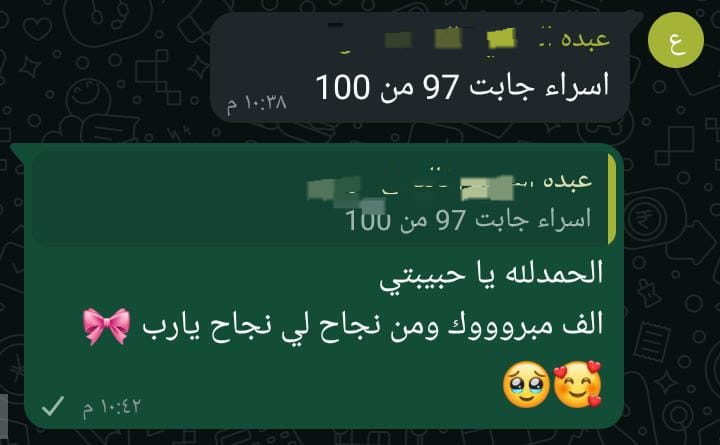 عبده
ع
اسراء جابت 97 من 100
١٠:٣٨ م
عبده
اسراء جابت 97 من 100
الحمدلله يا حبيبتي
الف مبروووك ومن نجاح لي نجاح يارب 🎀
🥹🥰
١٠:٤٢ م